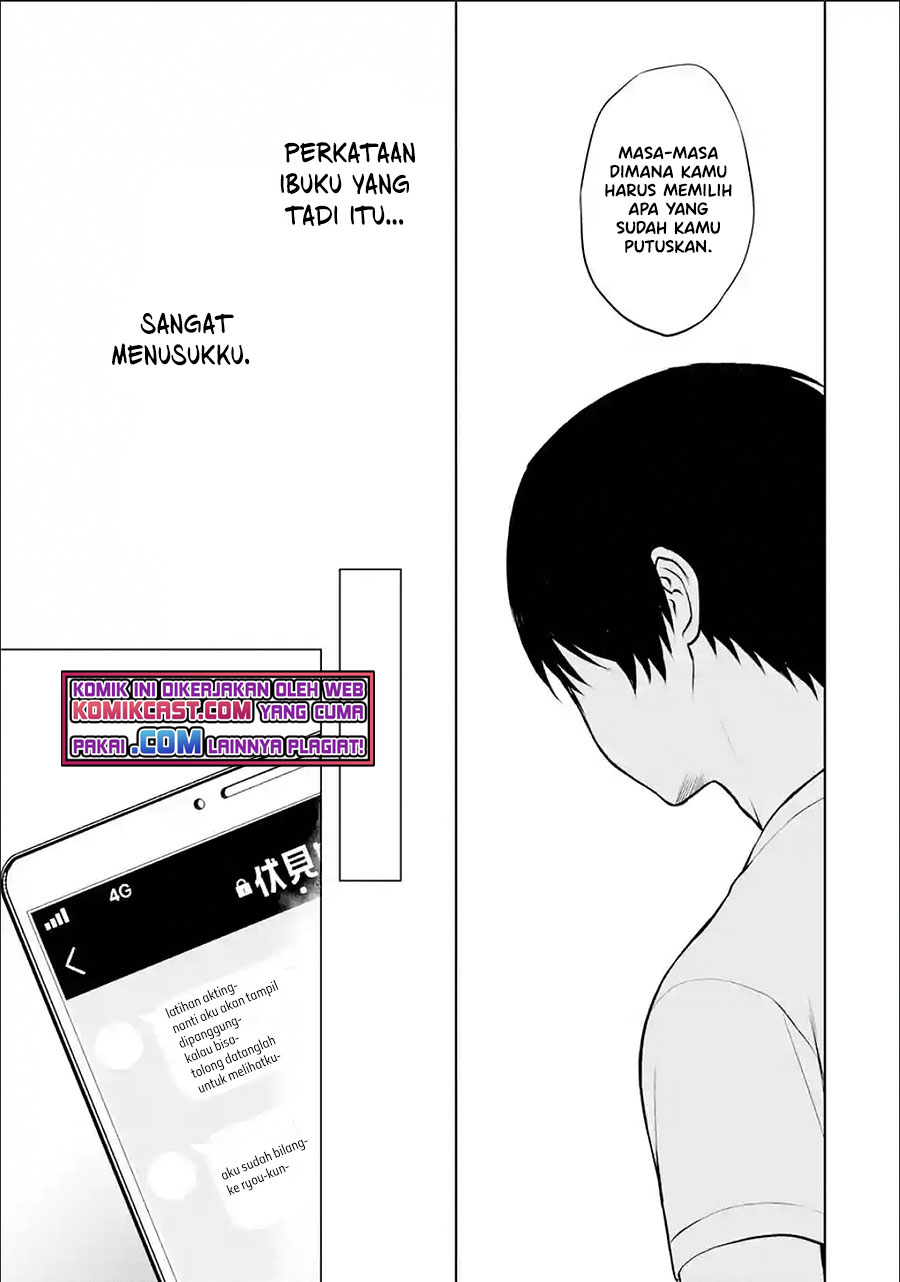 MASA-MASA
DIMANA KAMU
HARUS MEMILIH
APA YANG
SUDAH KAMU
PUTUSKAN.
PERKATAAN
IBUKU YANG
TADI ITU...
SANGAT
MENUSUKKU.
KOMIK INI DIKERJAKAN OLEH WEB
KOMIKCAST.COM YANG CUMA
PAKAI .COM LAINNYA PLAGIAT!
4G
伏見
latihan akting-
nanti aku akan tampil
dipanggung-
kalau bisa-
tolong datanglah
untuk melihatku-
aku sudah bilang-
ke ryou-kun-